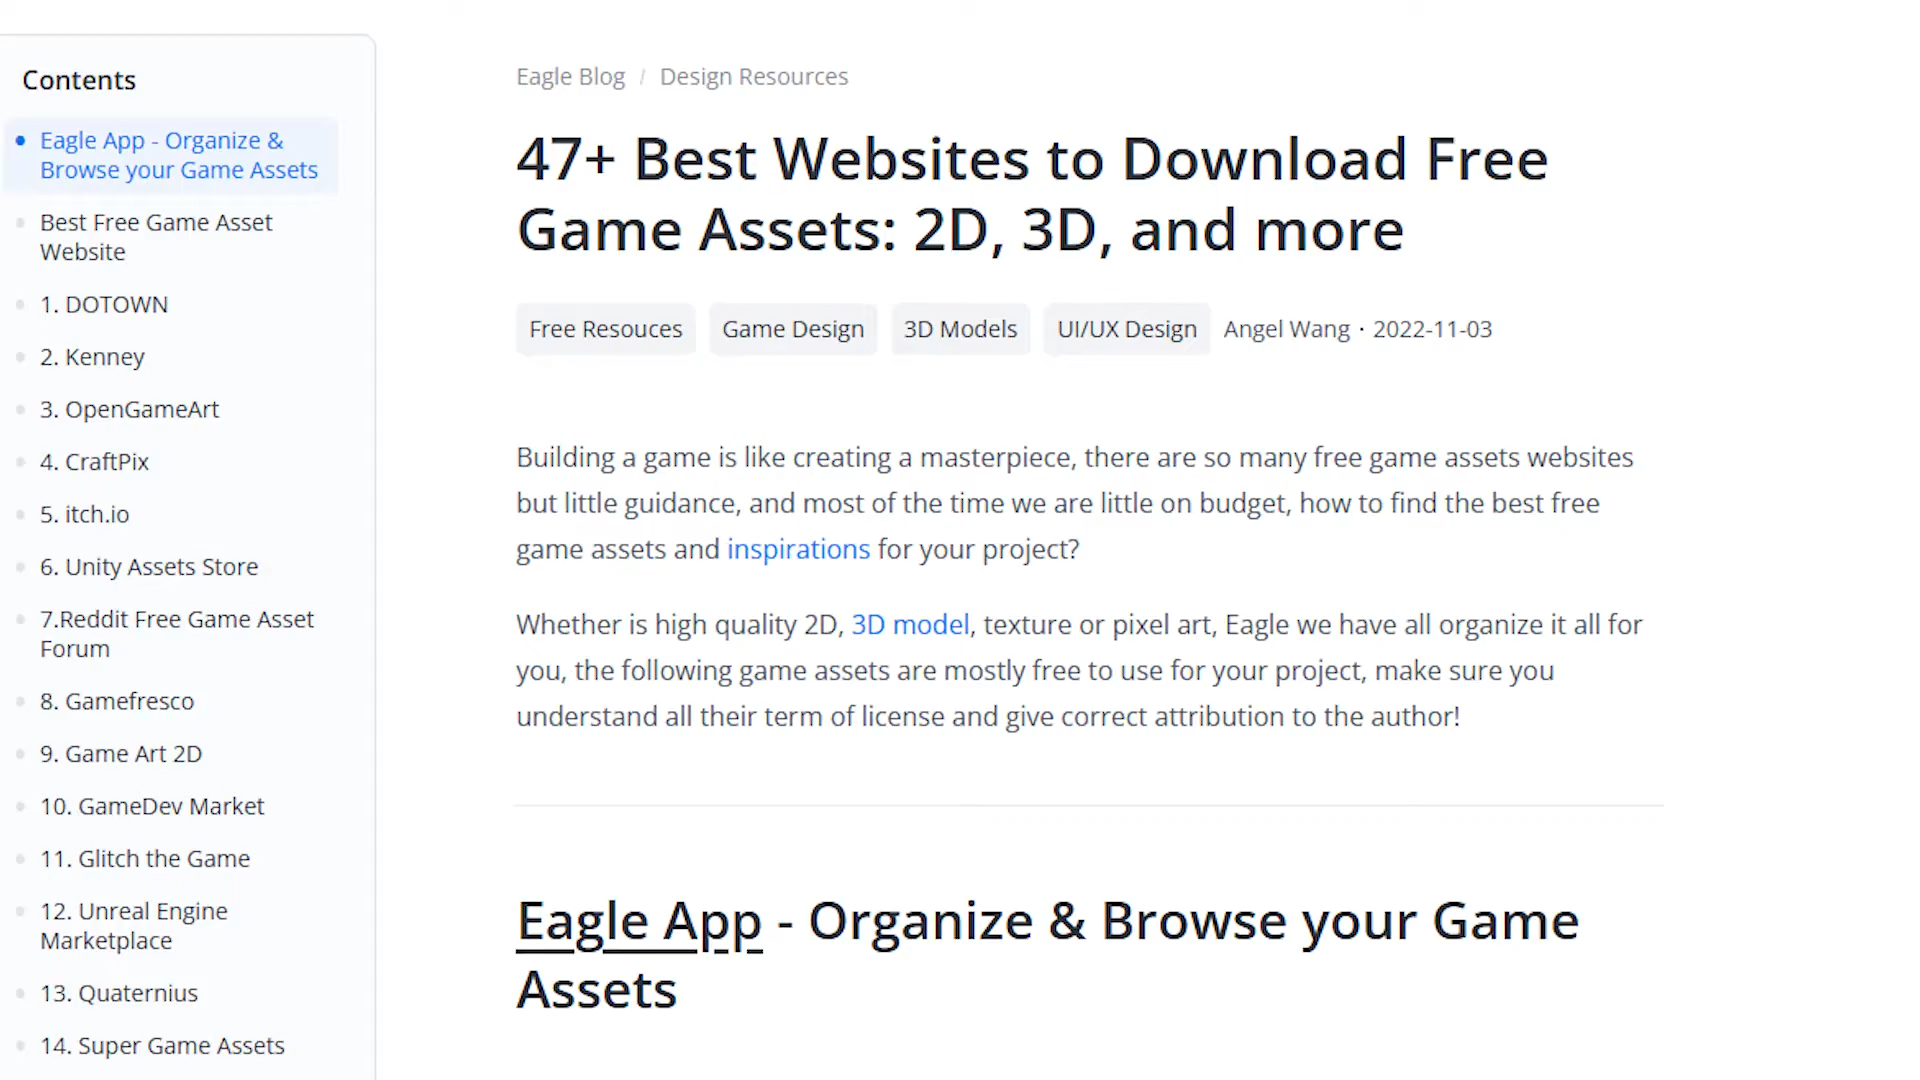 Contents
Eagle App - Organize &
Browse your Game Assets
Best Free Game Asset
Website
1. DOTOWN
2. Kenney
3. OpenGameArt
4. CraftPix
5. itch.io
6. Unity Assets Store
7.Reddit Free Game Asset
Forum
8. Gamefresco
9. Game Art 2D
10. GameDev Market
11. Glitch the Game
12. Unreal Engine
Marketplace
13. Quaternius
14. Super Game Assets
Eagle Blog / Design Resources
47+ Best Websites to Download Free
Game Assets: 2D, 3D, and more
Free Resouces Game Design 3D Models UI/UX Design Angel Wang · 2022-11-03
Building a game is like creating a masterpiece, there are so many free game assets websites
but little guidance, and most of the time we are little on budget, how to find the best free
game assets and inspirations for your project?
Whether is high quality 2D, 3D model, texture or pixel art, Eagle we have all organize it all for
you, the following game assets are mostly free to use for your project, make sure you
understand all their term of license and give correct attribution to the author!
Eagle App - Organize & Browse your Game
Assets